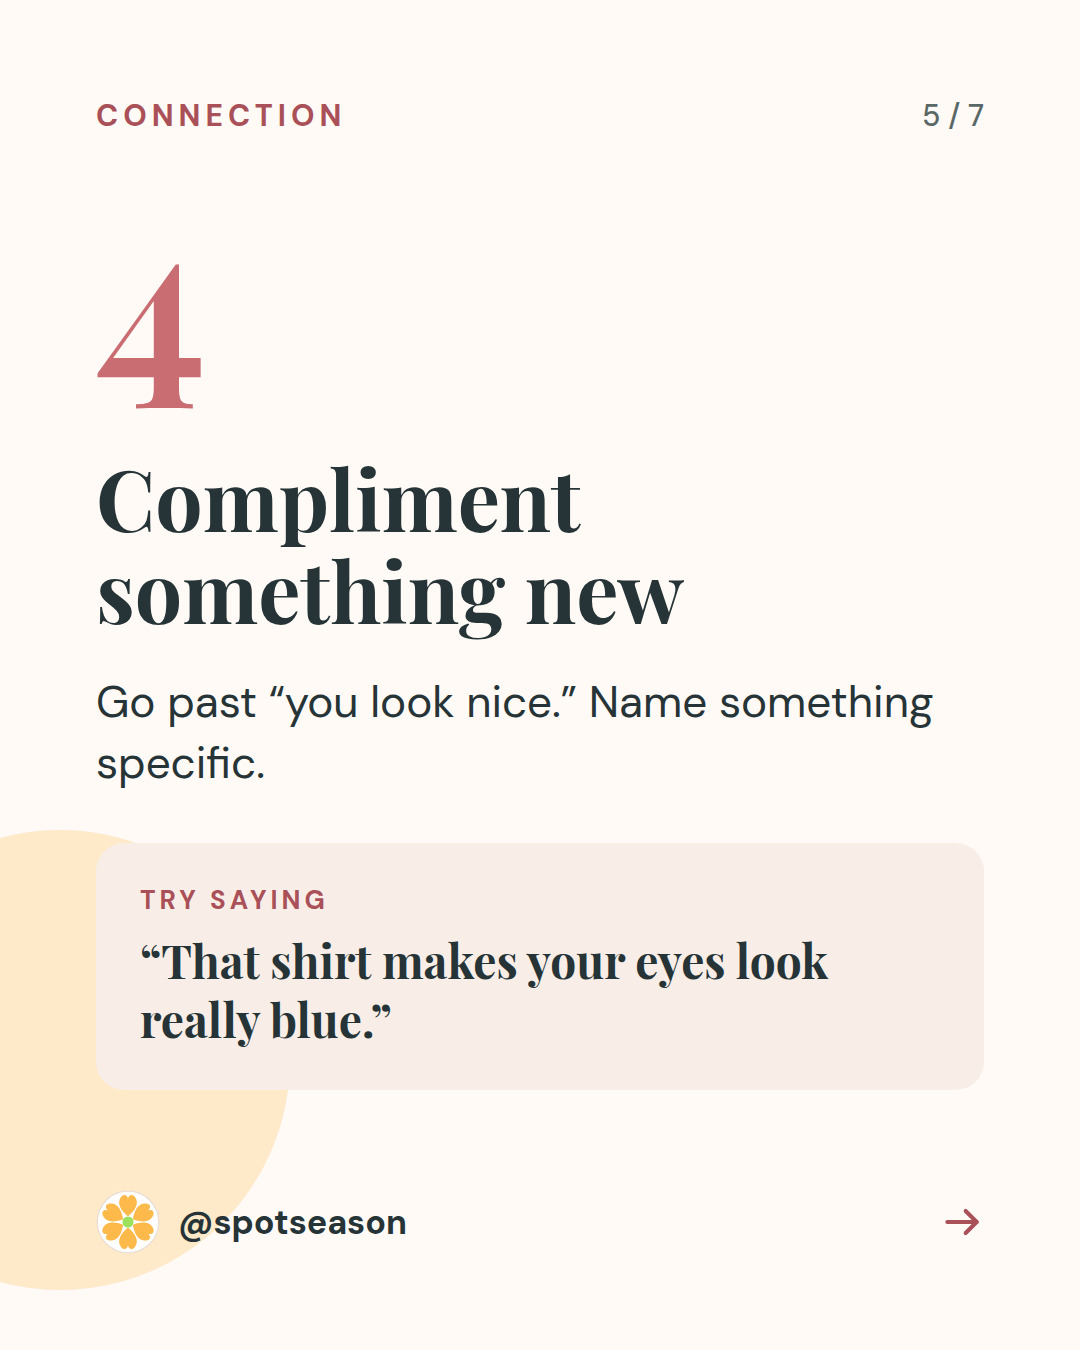 CONNECTION
5 / 7
4
Compliment
something new
Go past “you look nice.” Name something
specific.
TRY SAYING
“That shirt makes your eyes look
really blue.”
@spotseason